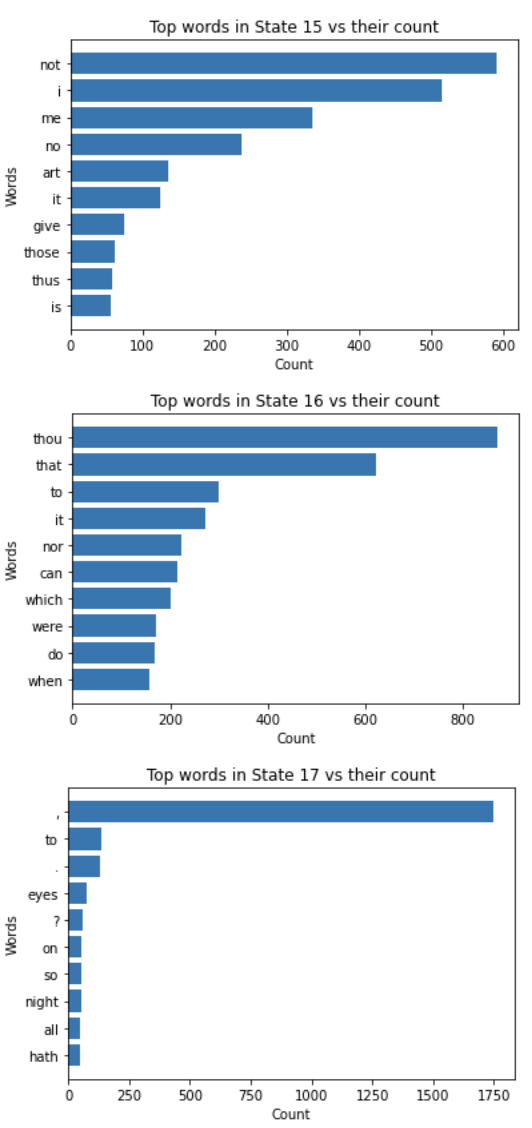 Top words in State 15 vs their count
not
i
me
no
art
it
give
those
thus
is
Words
0 100 200 300 400 500 600
Count
Top words in State 16 vs their count
thou
that
to
it
nor
can
which
were
do
when
Words
0 200 400 600 800
Count
Top words in State 17 vs their count
,
to
.
eyes
?
on
so
night
all
hath
Words
0 250 500 750 1000 1250 1500 1750
Count